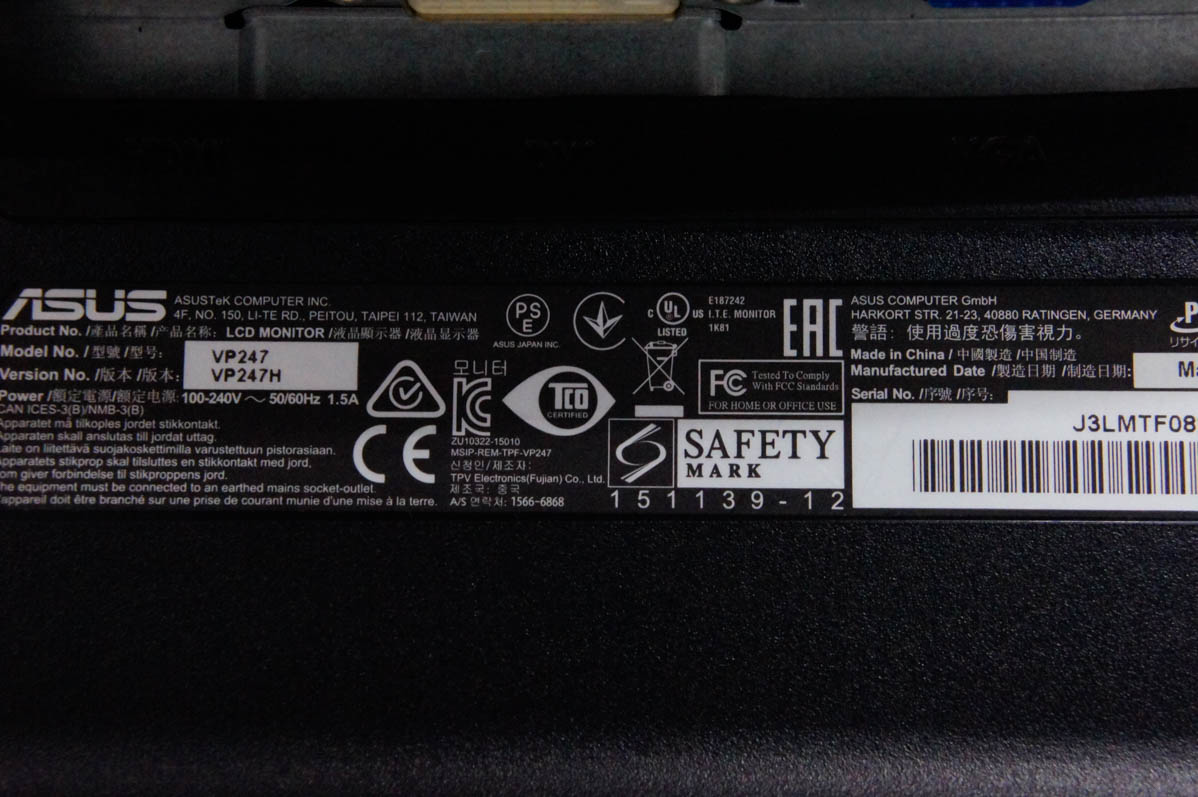 ASUS ASUSTeK COMPUTER INC.
4F, NO. 150, LI-TE RD., PEITOU, TAIPEI 112, TAIWAN
Product No. /產品名稱 /产品名称: LCD MONITOR /液晶顯示器 /液晶显示器
Model No. /型號 /型号: VP247
Version No. /版本 /版本: VP247H
Power /額定電源 /额定电源: 100-240V ～ 50/60Hz 1.5A
CAN ICES-3(B)/NMB-3(B)
Apparatet må tilkoples jordet stikkontakt.
Apparaten skall anslutas till jordat uttag.
Laite on liitettävä suojakoskettimilla varustettuun pistorasiaan.
Apparatets stikprop skal tilsluttes en stikkontakt med jord,
som giver forbindelse til stikproppens jord.
The equipment must be connected to an earthed mains socket-outlet.
L'appareil doit être branché sur une prise de courant munie d'une mise à la terre.
PS
E
ASUS JAPAN INC.
CE
모니터
KC
TCO
CERTIFIED
ZU10322-15010
MSIP-REM-TPF-VP247
신청인/제조자:
TPV Electronics(Fujian) Co., Ltd.
제조국: 중국
A/S 연락처: 1566-6868
C UL US
LISTED
E187242
I.T.E. MONITOR
1K81
EAC
FC Tested To Comply
With FCC Standards
FOR HOME OR OFFICE USE
SAFETY
MARK
151139-12
ASUS COMPUTER GmbH
HARKORT STR. 21-23, 40880 RATINGEN, GERMANY
警語: 使用過度恐傷害視力。
Made in China / 中國製造 /中国制造
Manufactured Date /製造日期 /制造日期:
Serial No. /序號 /序号:
J3LMTF08